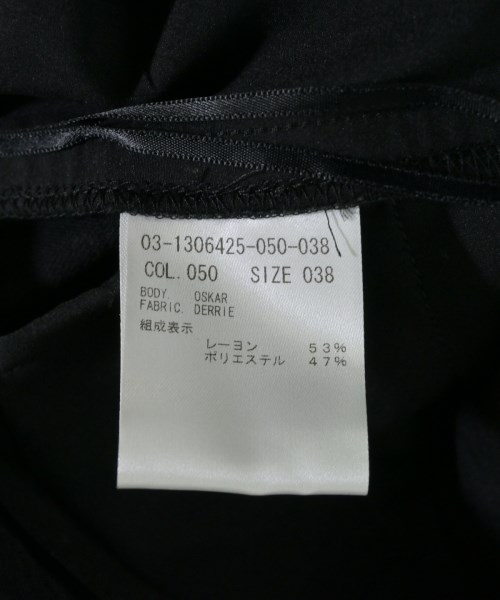 03-1306425-050-038
COL. 050 SIZE 038
BODY. OSKAR
FABRIC. DERRIE
組成表示
レーヨン 53%
ポリエステル 47%